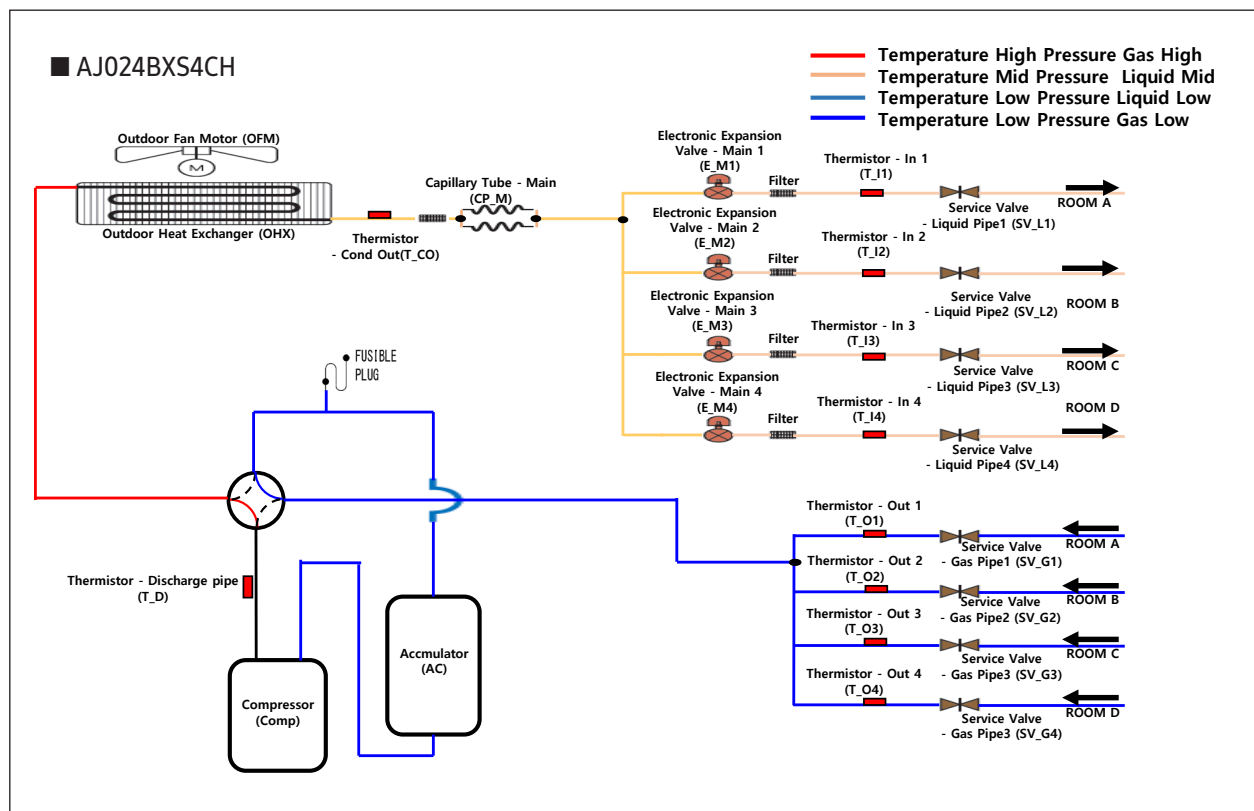 ■ AJ024BXS4CH
Temperature High Pressure Gas High
Temperature Mid Pressure Liquid Mid
Temperature Low Pressure Liquid Low
Temperature Low Pressure Gas Low
Outdoor Fan Motor (OFM)
M
Outdoor Heat Exchanger (OHX)
Thermistor
- Cond Out(T_CO)
Capillary Tube - Main
(CP_M)
Electronic Expansion
Valve - Main 1
(E_M1)
Filter
Thermistor - In 1
(T_I1)
Service Valve
- Liquid Pipe1 (SV_L1)
ROOM A
Electronic Expansion
Valve - Main 2
(E_M2)
Filter
Thermistor - In 2
(T_I2)
Service Valve
- Liquid Pipe2 (SV_L2)
ROOM B
Electronic Expansion
Valve - Main 3
(E_M3)
Filter
Thermistor - In 3
(T_I3)
Service Valve
- Liquid Pipe3 (SV_L3)
ROOM C
Electronic Expansion
Valve - Main 4
(E_M4)
Filter
Thermistor - In 4
(T_I4)
Service Valve
- Liquid Pipe4 (SV_L4)
ROOM D
FUSIBLE
PLUG
Thermistor - Discharge pipe
(T_D)
Compressor
(Comp)
Accmulator
(AC)
Thermistor - Out 1
(T_O1)
Service Valve
- Gas Pipe1 (SV_G1)
ROOM A
Thermistor - Out 2
(T_O2)
Service Valve
- Gas Pipe2 (SV_G2)
ROOM B
Thermistor - Out 3
(T_O3)
Service Valve
- Gas Pipe3 (SV_G3)
ROOM C
Thermistor - Out 4
(T_O4)
Service Valve
- Gas Pipe3 (SV_G4)
ROOM D